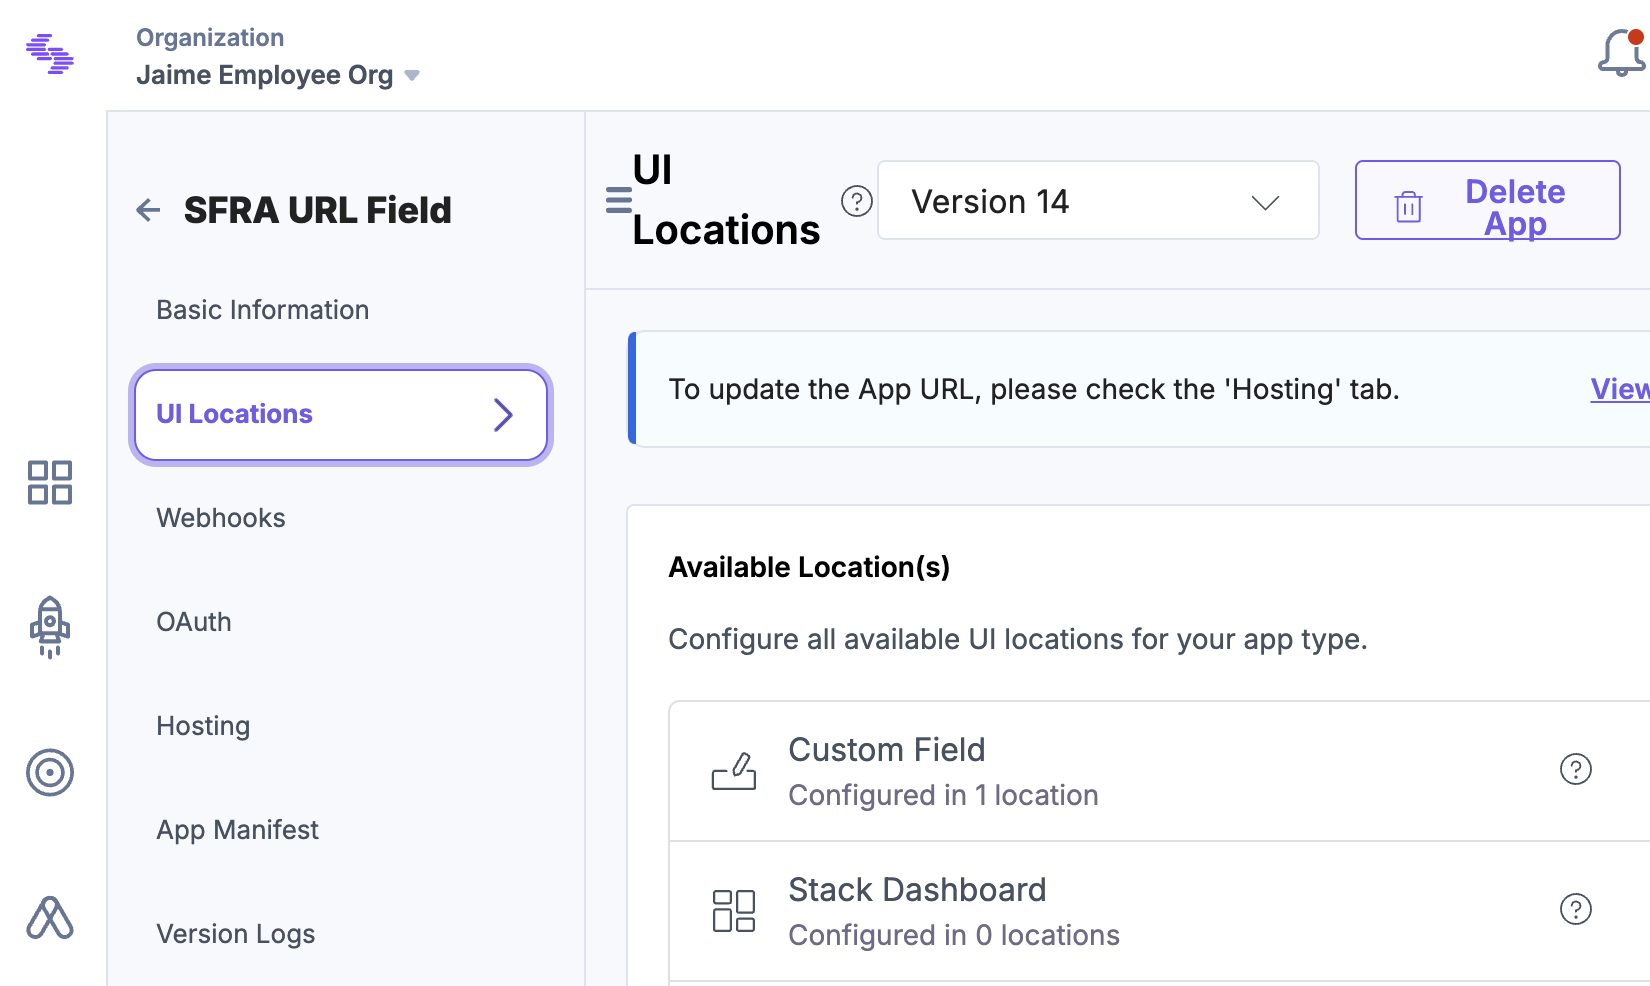 Organization
Jaime Employee Org
SFRA URL Field
Basic Information
UI Locations
Webhooks
OAuth
Hosting
App Manifest
Version Logs
UI
Locations
Version 14
Delete
App
To update the App URL, please check the 'Hosting' tab.
View
Available Location(s)
Configure all available UI locations for your app type.
Custom Field
Configured in 1 location
Stack Dashboard
Configured in 0 locations